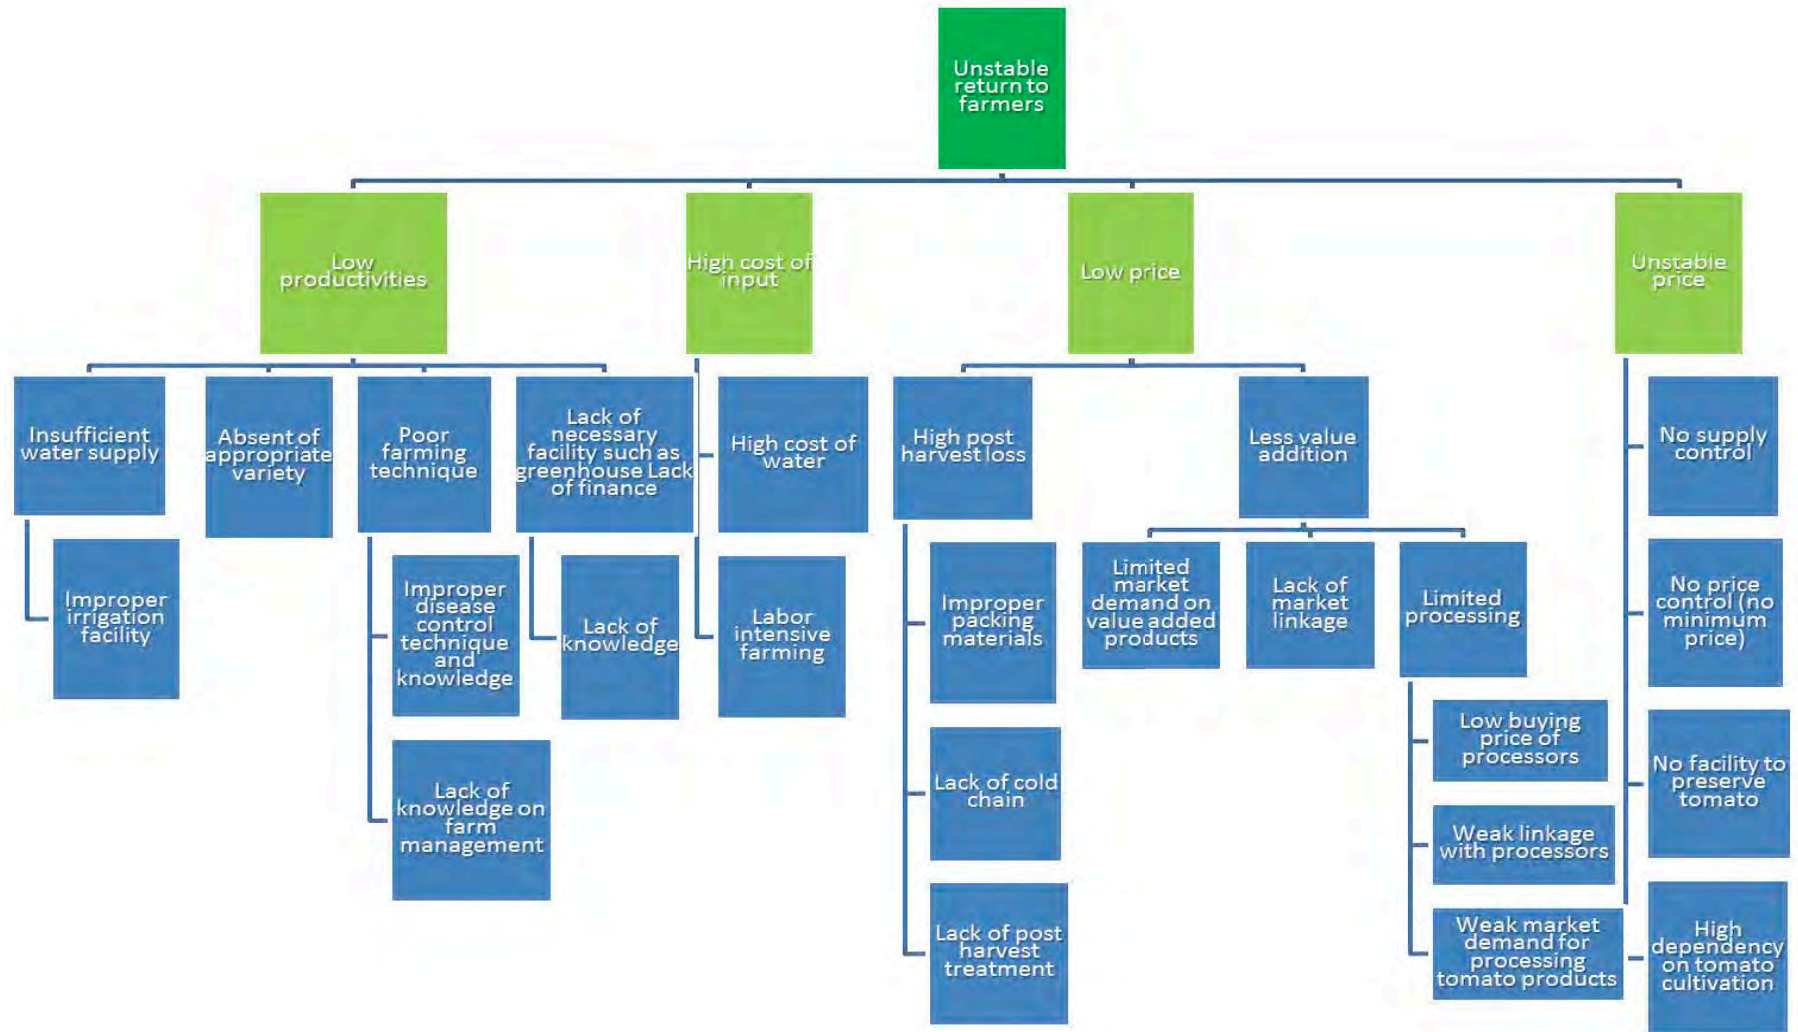 Unstable
return to
farmers
Low
productivities
High cost of
input
Low price
Unstable
price
Insufficient
water supply
Absent of
appropriate
variety
Poor
farming
technique
Lack of
necessary
facility such as
greenhouse Lack
of finance
High cost of
water
High post
harvest loss
Less value
addition
No supply
control
Improper
irrigation
facility
Improper
disease
control
technique
and
knowledge
Lack of
knowledge
Labor
intensive
farming
Improper
packing
materials
Limited
market
demand on
value added
products
Lack of
market
linkage
Limited
processing
No price
control (no
minimum
price)
Lack of
knowledge on
farm
management
Lack of cold
chain
Low buying
price of
processors
No facility to
preserve
tomato
Weak linkage
with processors
Lack of post
harvest
treatment
Weak market
demand for
processing
tomato products
High
dependency
on tomato
cultivation